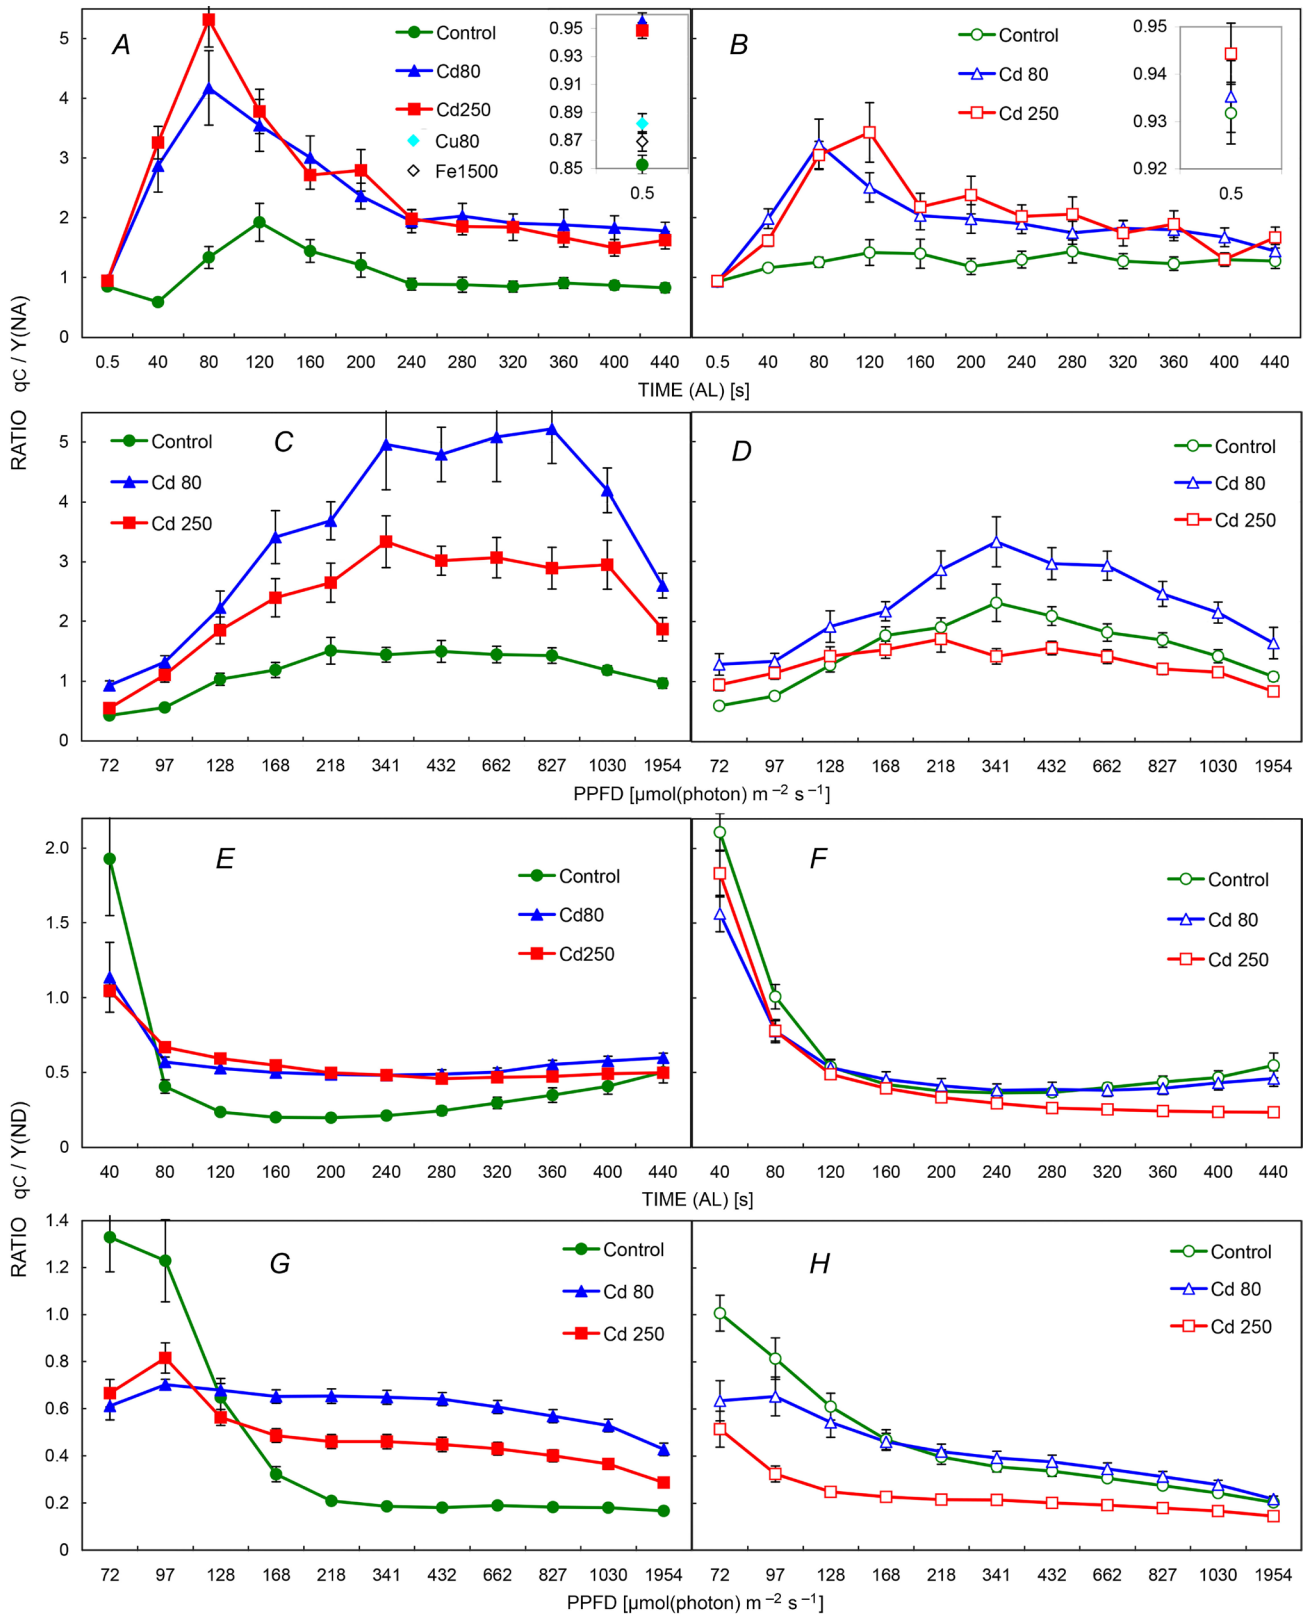 A
Control
Cd80
Cd250
Cu80
Fe1500
0.95
0.93
0.91
0.89
0.87
0.85
0.5
B
Control
Cd 80
Cd 250
0.95
0.94
0.93
0.92
0.5
5
4
3
2
1
0
0.5 40 80 120 160 200 240 280 320 360 400 440
0.5 40 80 120 160 200 240 280 320 360 400 440
TIME (AL) [s]
RATIO qC / Y(NA)
C
Control
Cd 80
Cd 250
D
Control
Cd 80
Cd 250
5
4
3
2
1
0
72 97 128 168 218 341 432 662 827 1030 1954
72 97 128 168 218 341 432 662 827 1030 1954
PPFD [µmol(photon) m –2 s –1]
E
Control
Cd80
Cd250
F
Control
Cd 80
Cd 250
2.0
1.5
1.0
0.5
0
40 80 120 160 200 240 280 320 360 400 440
40 80 120 160 200 240 280 320 360 400 440
TIME (AL) [s]
RATIO qC / Y(ND)
G
Control
Cd 80
Cd 250
H
Control
Cd 80
Cd 250
1.4
1.2
1.0
0.8
0.6
0.4
0.2
0
72 97 128 168 218 341 432 662 827 1030 1954
72 97 128 168 218 341 432 662 827 1030 1954
PPFD [µmol(photon) m –2 s –1]